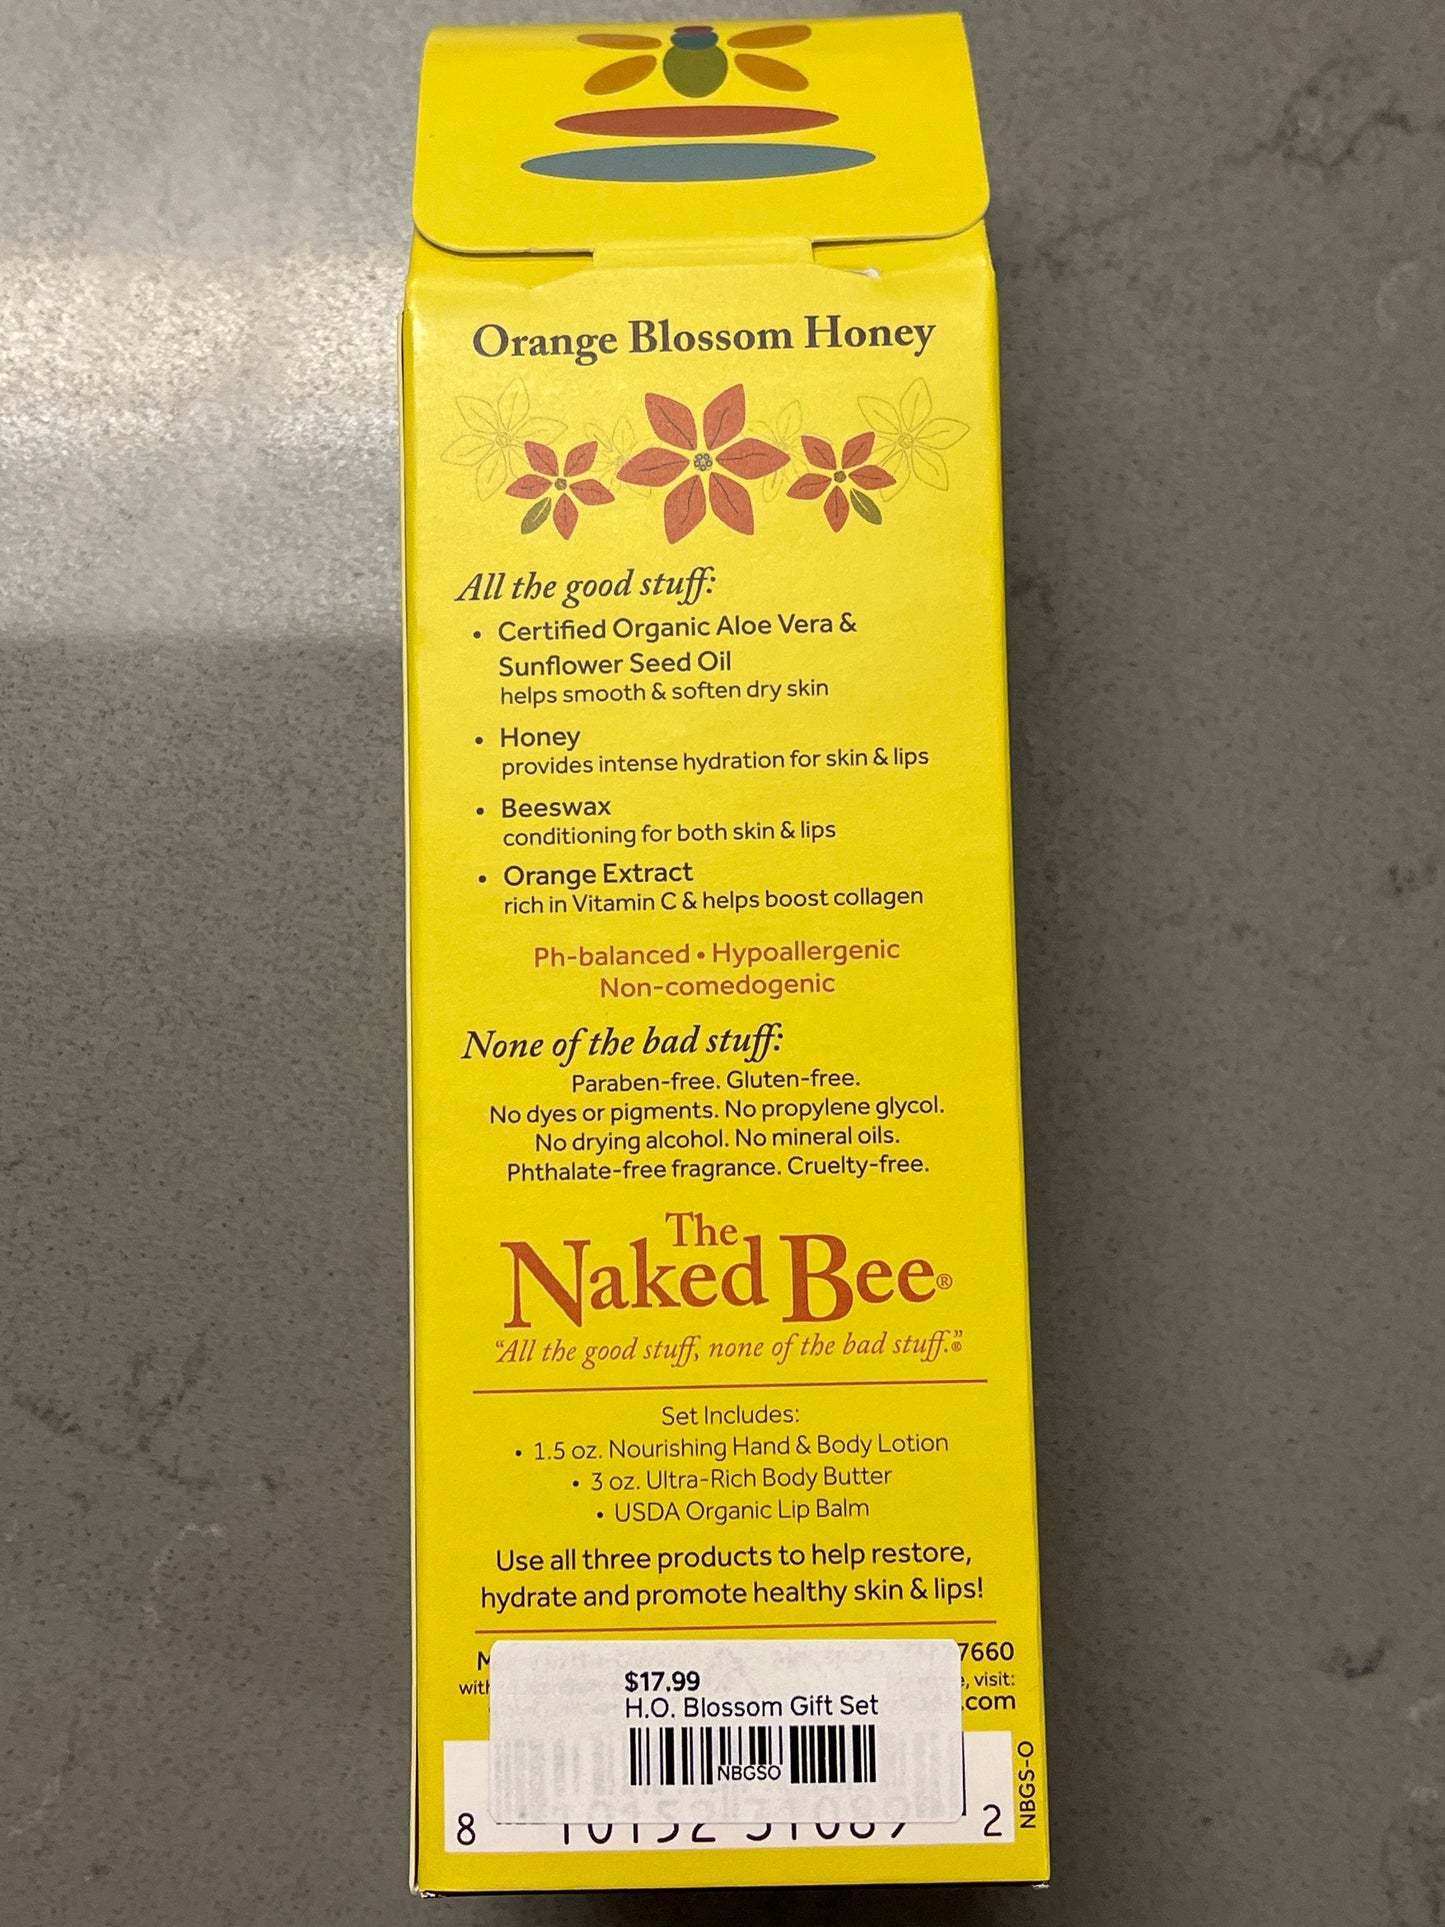 Orange Blossom Honey
All the good stuff:
• Certified Organic Aloe Vera &
Sunflower Seed Oil
helps smooth & soften dry skin
• Honey
provides intense hydration for skin & lips
• Beeswax
conditioning for both skin & lips
• Orange Extract
rich in Vitamin C & helps boost collagen
Ph-balanced • Hypoallergenic
Non-comedogenic
None of the bad stuff:
Paraben-free. Gluten-free.
No dyes or pigments. No propylene glycol.
No drying alcohol. No mineral oils.
Phthalate-free fragrance. Cruelty-free.
The
Naked Bee®
“All the good stuff, none of the bad stuff.”®
Set Includes:
• 1.5 oz. Nourishing Hand & Body Lotion
• 3 oz. Ultra-Rich Body Butter
• USDA Organic Lip Balm
Use all three products to help restore,
hydrate and promote healthy skin & lips!
7660
visit:
.com
$17.99
H.O. Blossom Gift Set
NBGSO
8 2
NBGS-O